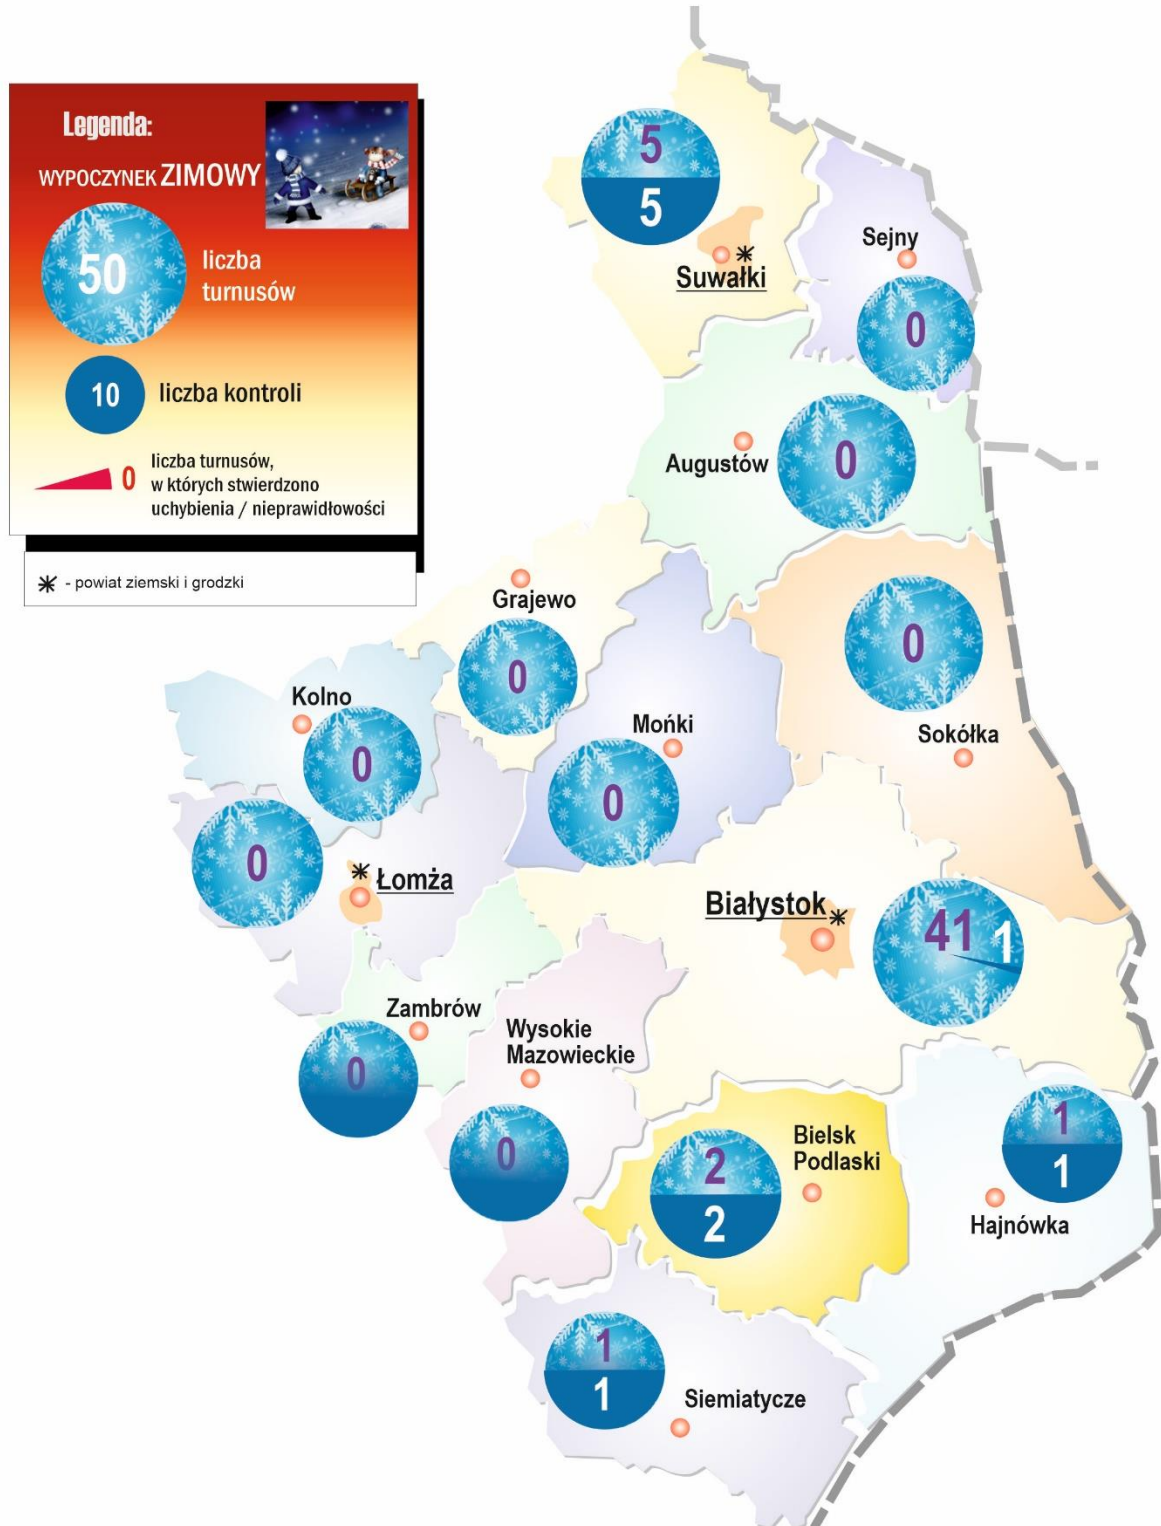 Legenda:
WYPOCZYNEK ZIMOWY
50
liczba
turnusów
10
liczba kontroli
0
liczba turnusów,
w których stwierdzono
uchybienia / nieprawidłowości
- powiat ziemski i grodzki
5
5
Suwałki
Sejny
0
Augustów
0
Grajewo
0
0
Sokółka
Kolno
0
Mońki
0
0
Łomża
Białystok
41
1
Zambrów
0
Wysokie
Mazowieckie
0
2
2
Bielsk
Podlaski
1
1
Hajnówka
1
1
Siemiatycze